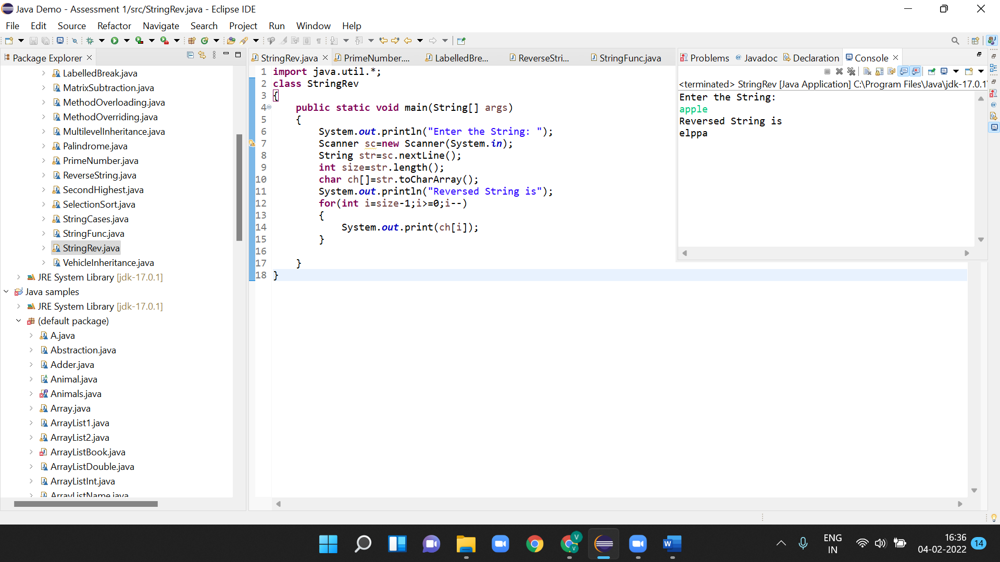 Java Demo - Assessment 1/src/StringRev.java - Eclipse IDE
File Edit Source Refactor Navigate Search Project Run Window Help
Package Explorer
LabelledBreak.java
MatrixSubtraction.java
MethodOverloading.java
MethodOverriding.java
MultilevelInheritance.java
Palindrome.java
PrimeNumber.java
ReverseString.java
SecondHighest.java
SelectionSort.java
StringCases.java
StringFunc.java
StringRev.java
VehicleInheritance.java
JRE System Library [jdk-17.0.1]
Java samples
JRE System Library [jdk-17.0.1]
(default package)
A.java
Abstraction.java
Adder.java
Animal.java
Animals.java
Array.java
ArrayList1.java
ArrayList2.java
ArrayListBook.java
ArrayListDouble.java
ArrayListInt.java
ArrayListName.java
StringRev.java PrimeNumber.... LabelledBre... ReverseStri... StringFunc.java
1 import java.util.*;
2 class StringRev
3 {
4 public static void main(String[] args)
5 {
6 System.out.println("Enter the String: ");
7 Scanner sc=new Scanner(System.in);
8 String str=sc.nextLine();
9 int size=str.length();
10 char ch[]=str.toCharArray();
11 System.out.println("Reversed String is");
12 for(int i=size-1;i>=0;i--)
13 {
14 System.out.print(ch[i]);
15 }
16
17 }
18 }
Problems Javadoc Declaration Console
<terminated> StringRev [Java Application] C:\Program Files\Java\jdk-17.0.1\
Enter the String:
apple
Reversed String is
elppa
ENG
IN
16:36
04-02-2022
14